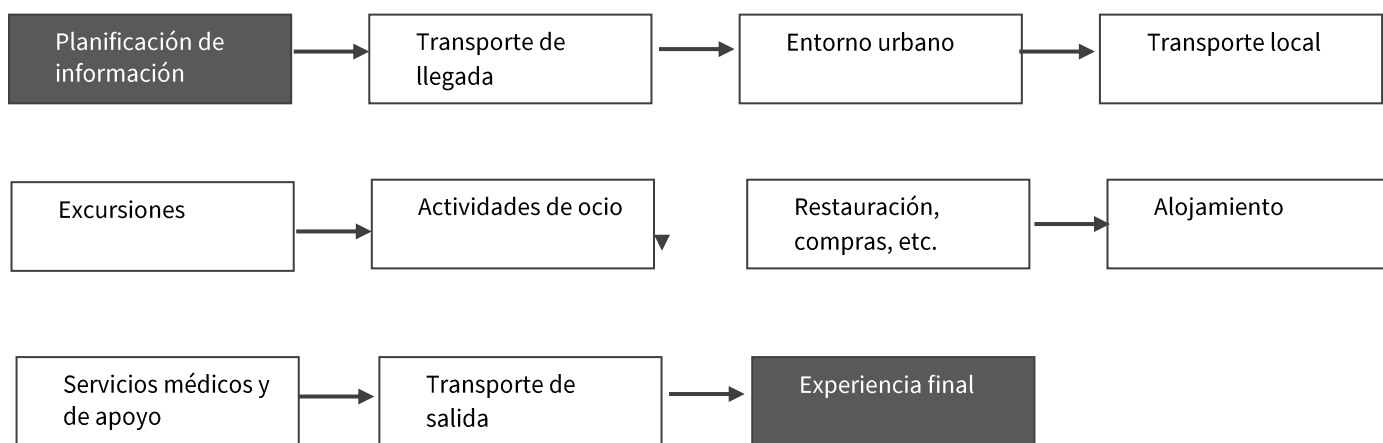 Planificación de
información
Transporte de
llegada
Entorno urbano
Transporte local
Excursiones
Actividades de ocio
Restauración,
compras, etc.
Alojamiento
Servicios médicos y
de apoyo
Transporte de
salida
Experiencia final